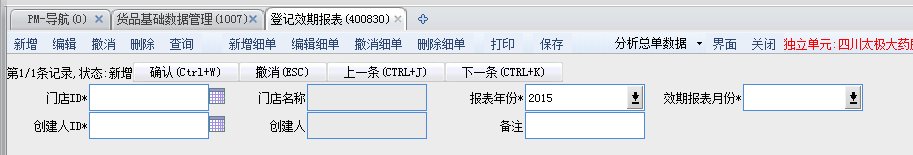 PM-导航(0) 货品基础数据管理(1007) 登记效期报表(400830)
新增 编辑 撤消 删除 查询 新增细单 编辑细单 撤消细单 删除细单 打印 保存 分析总单数据 界面 关闭 独立单元:四川太极大药房
第1/1条记录,状态:新增 确认(Ctrl+W) 撤消(ESC) 上一条(CTRL+J) 下一条(CTRL+K)
门店ID* 门店名称 报表年份* 2015 效期报表月份*
创建人ID* 创建人 备注